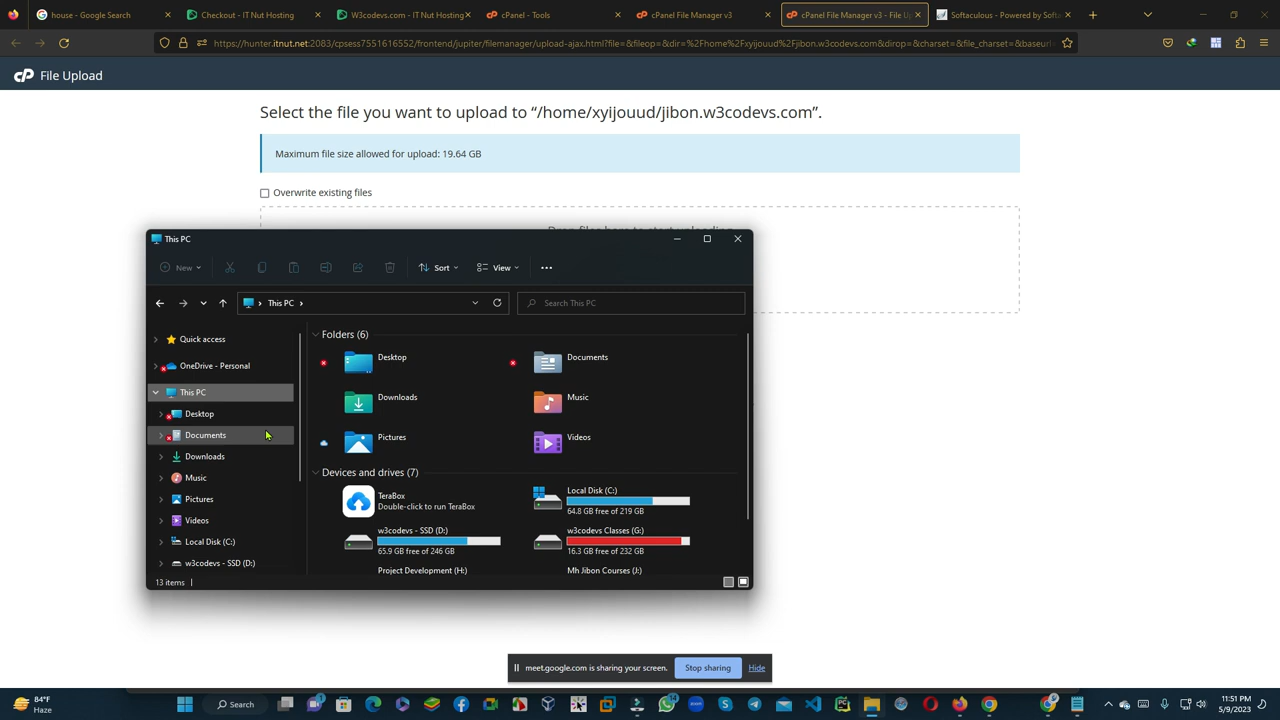 house - Google Search
Checkout - IT Nut Hosting
W3codevs.com - IT Nut Hosting
cPanel - Tools
cPanel File Manager v3
cPanel File Manager v3 - File U
Softaculous - Powered by Softa
https://hunter.itnut.net:2083/cpsess7551616552/frontend/jupiter/filemanager/upload-ajax.html?file=&fileop=&dir=%2Fhome%2Fxyijouud%2Fjibon.w3codevs.com&drop=&charset=&file_charset=&baseurl
cP File Upload
Select the file you want to upload to “/home/xyijouud/jibon.w3codevs.com”.
Maximum file size allowed for upload: 19.64 GB
Overwrite existing files
This PC
New
Sort
View
This PC
Search This PC
Quick access
OneDrive - Personal
This PC
Desktop
Documents
Downloads
Music
Pictures
Videos
Local Disk (C:)
w3codevs - SSD (D:)
Folders (6)
Desktop
Documents
Downloads
Music
Pictures
Videos
Devices and drives (7)
TeraBox
Double-click to run TeraBox
Local Disk (C:)
64.8 GB free of 219 GB
w3codevs - SSD (D:)
65.9 GB free of 246 GB
w3codevs Classes (G:)
16.3 GB free of 232 GB
Project Development (H:)
Mh Jibon Courses (J:)
13 items
meet.google.com is sharing your screen.
Stop sharing
Hide
84°F
Haze
Search
11:51 PM
5/9/2023